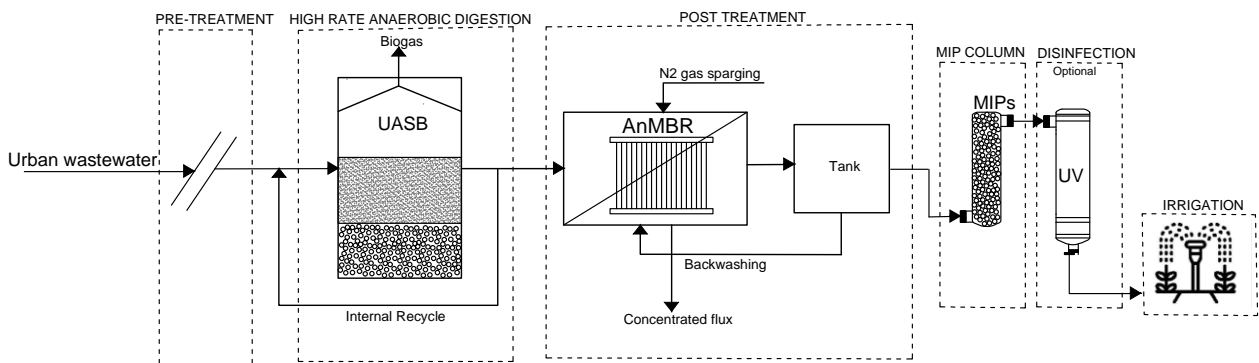 PRE-TREATMENT
HIGH RATE ANAEROBIC DIGESTION
POST TREATMENT
MIP COLUMN
DISINFECTION
Optional
Biogas
N2 gas sparging
MIPs
UASB
AnMBR
Urban wastewater
Tank
UV
IRRIGATION
Backwashing
Internal Recycle
Concentrated flux